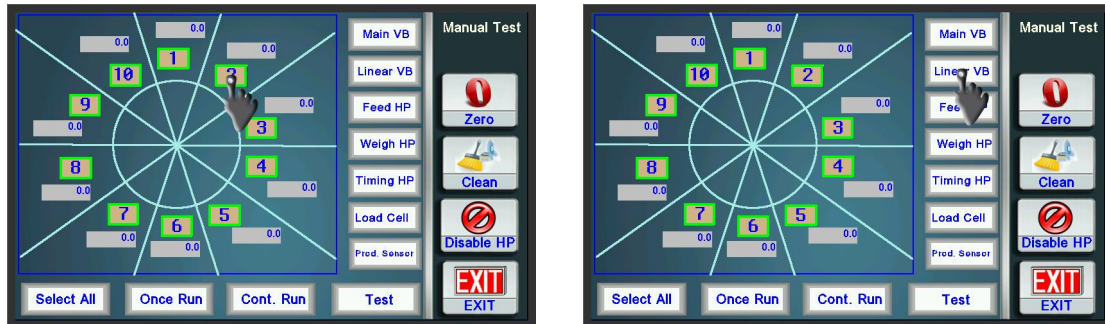 Manual Test
0.0
0.0
0.0
1
2
10
9
0.0
0.0
3
8
4
0.0
0.0
7
6
5
0.0
0.0
0.0
Main VB
Linear VB
Feed HP
Weigh HP
Timing HP
Load Cell
Prod. Sensor
Zero
Clean
Disable HP
EXIT
EXIT
Select All
Once Run
Cont. Run
Test
Manual Test
0.0
0.0
0.0
1
2
10
9
0.0
0.0
3
8
4
0.0
0.0
7
6
5
0.0
0.0
0.0
Main VB
Linear VB
Weigh HP
Timing HP
Load Cell
Prod. Sensor
Zero
Clean
Disable HP
EXIT
EXIT
Select All
Once Run
Cont. Run
Test